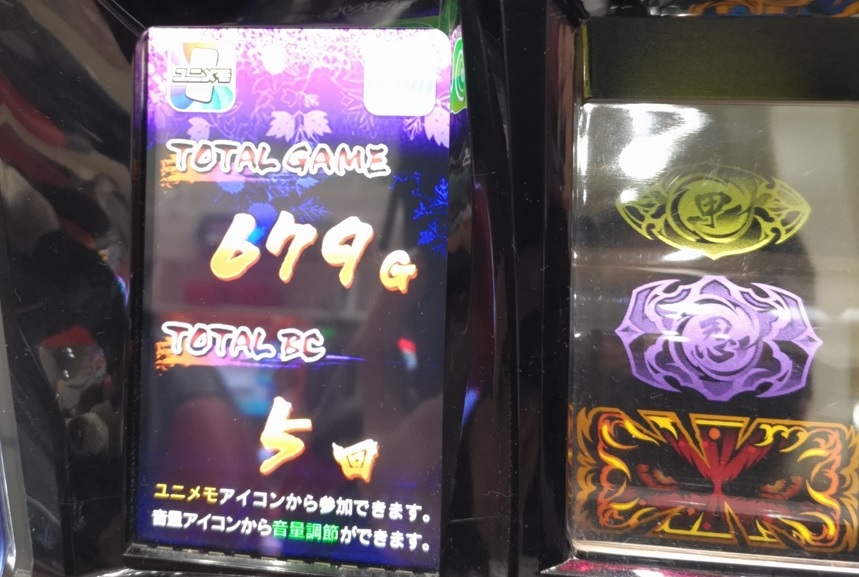 ユニメモ
TOTAL GAME
679G
TOTAL BC
5回
ユニメモアイコンから参加できます。
音量アイコンから音量調節ができます。
甲
忍